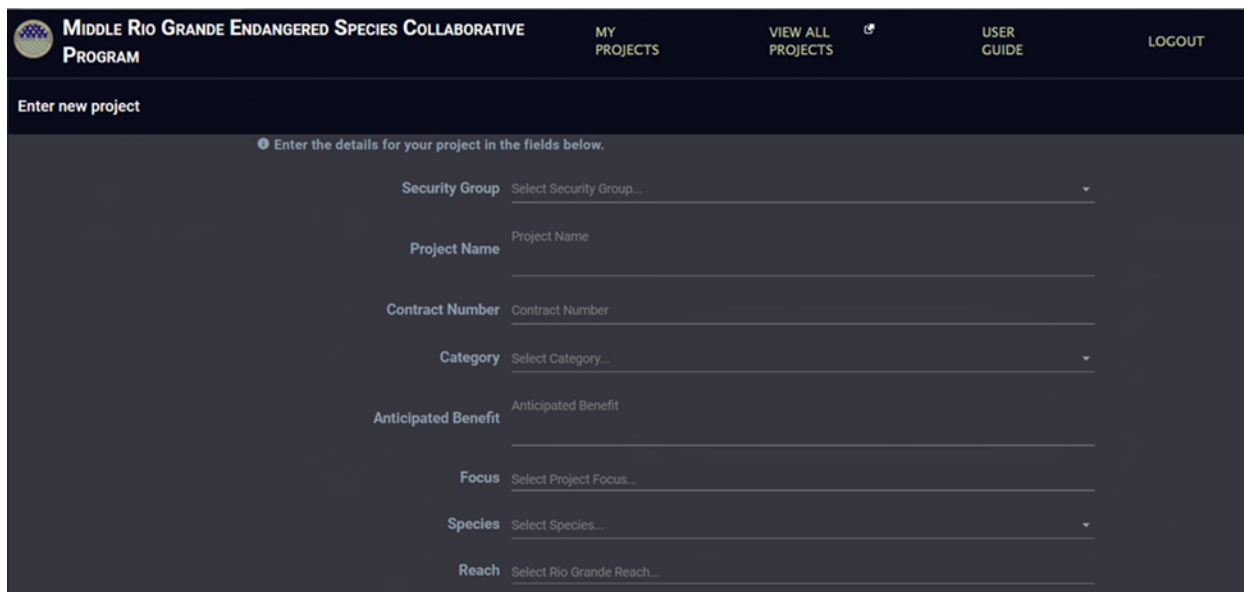 MIDDLE RIO GRANDE ENDANGERED SPECIES COLLABORATIVE
PROGRAM
MY
PROJECTS
VIEW ALL
PROJECTS
USER
GUIDE
LOGOUT
Enter new project
Enter the details for your project in the fields below.
Security Group Select Security Group...
Project Name Project Name
Contract Number Contract Number
Category Select Category...
Anticipated Benefit Anticipated Benefit
Focus Select Project Focus...
Species Select Species...
Reach Select Rio Grande Reach...